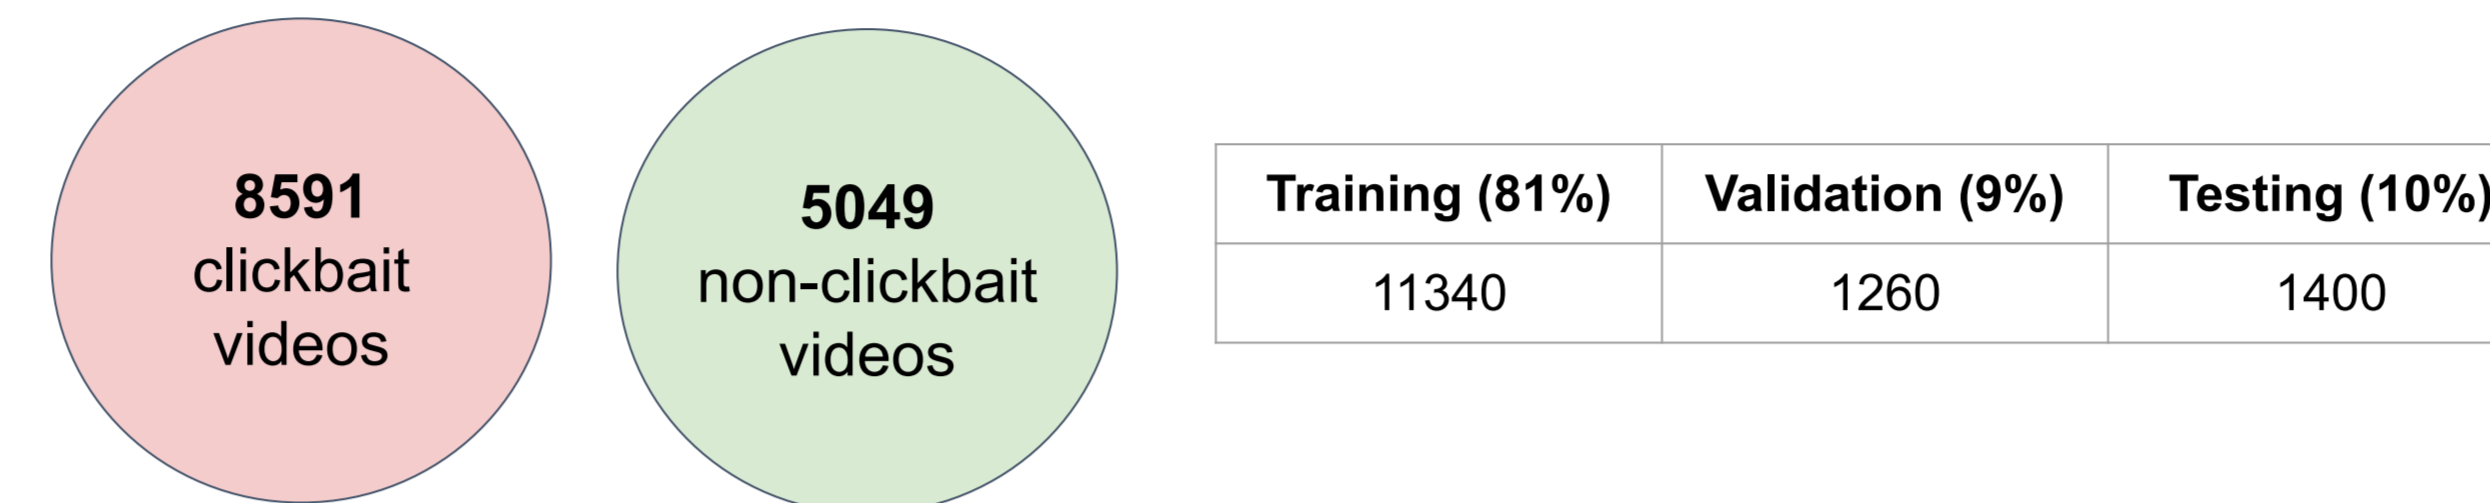 8591
clickbait
videos
5049
non-clickbait
videos
Training (81%) Validation (9%) Testing (10%)
11340 1260 1400